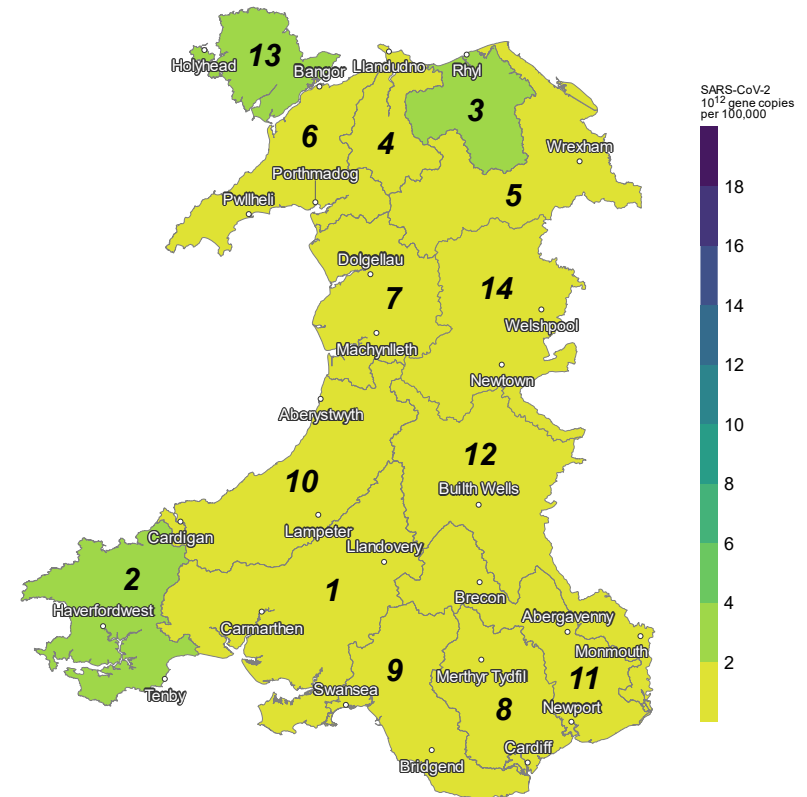 13
Holyhead
Bangor
Llandudno
Rhyl
SARS-CoV-2
10¹² gene copies
per 100,000
3
6
4
Wrexham
Porthmadog
Pwllheli
5
18
16
Dolgellau
7
14
14
Welshpool
Machynlleth
12
Newtown
Aberystwyth
10
12
10
Builth Wells
8
Cardigan
Lampeter
Llandovery
6
2
1
Brecon
4
Haverfordwest
Carmarthen
Abergavenny
Monmouth
2
Tenby
9
Merthyr Tydfil
11
Swansea
8
Newport
Cardiff
Bridgend